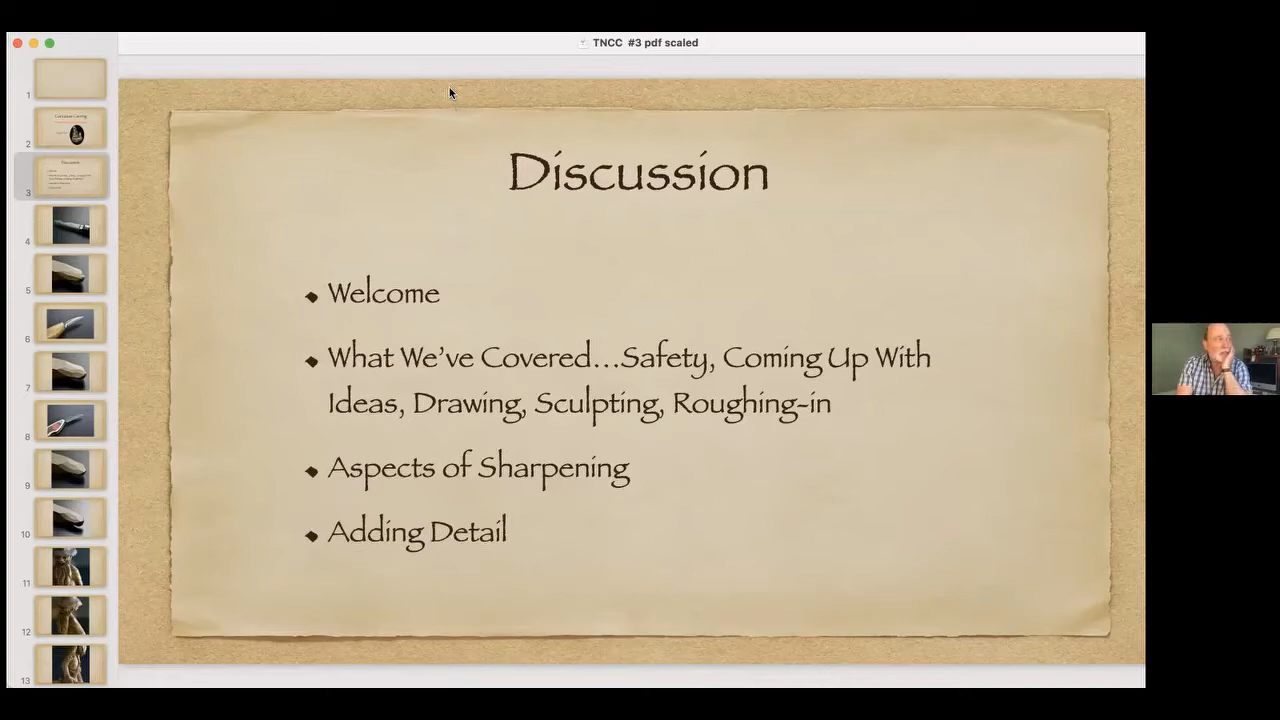 TNCC #3 pdf scaled
1
2
3
4
5
6
7
8
9
10
11
12
13
Discussion
Welcome
What We've Covered...Safety, Coming Up With
Ideas, Drawing, Sculpting, Roughing-in
Aspects of Sharpening
Adding Detail